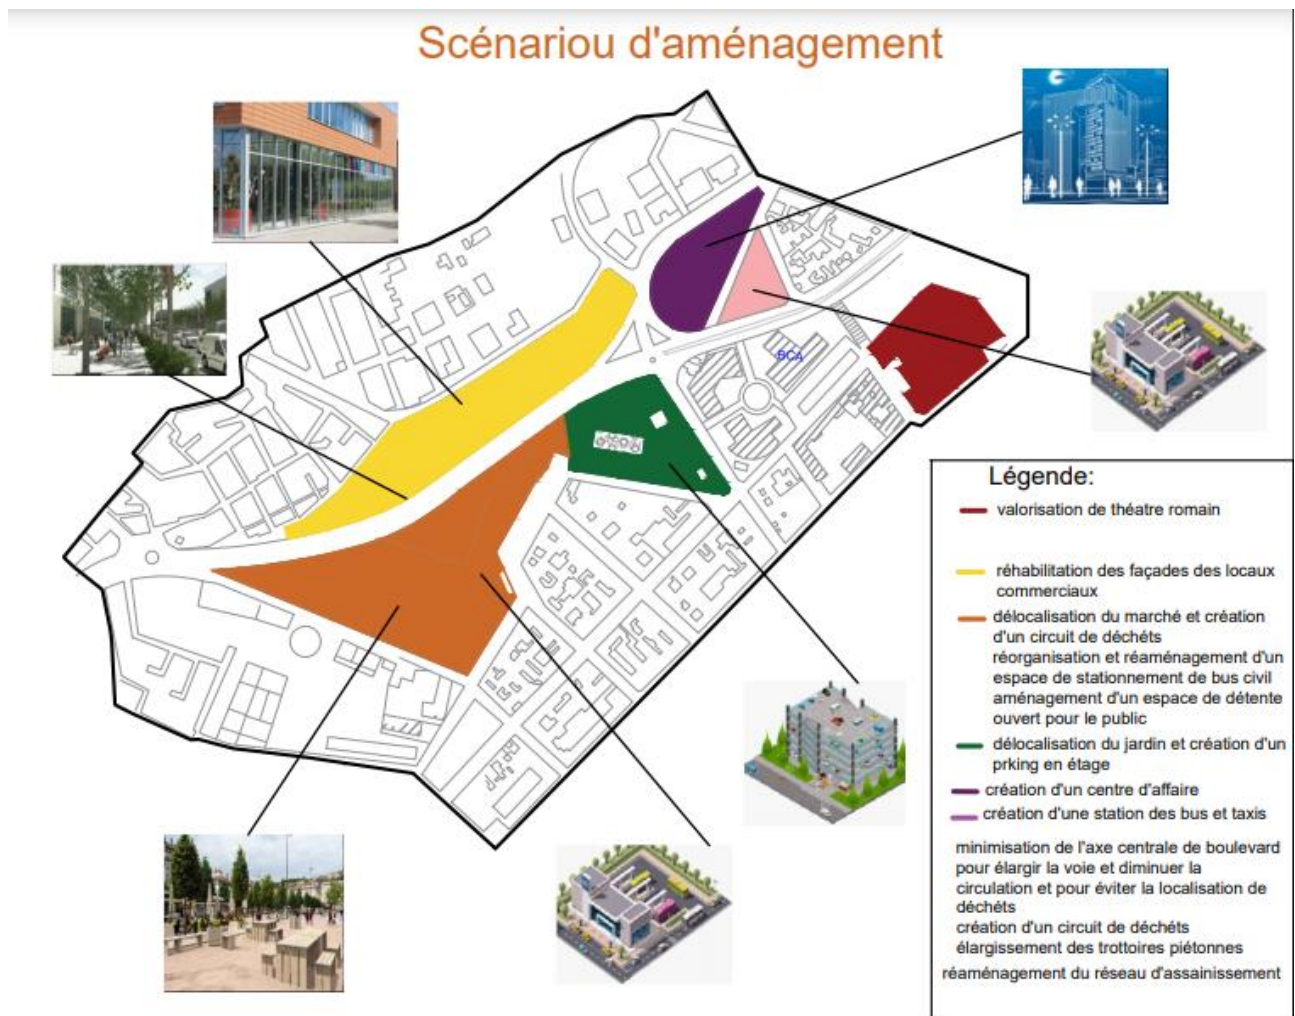 Scénariou d'aménagement
BCA
Légende:
valorisation de théatre romain
réhabilitation des façades des locaux
commerciaux
délocalisation du marché et création
d'un circuit de déchéts
réorganisation et réaménagement d'un
espace de stationnement de bus civil
aménagement d'un espace de détente
ouvert pour le public
délocalisation du jardin et création d'un
prking en étage
création d'un centre d'affaire
création d'une station des bus et taxis
minimisation de l'axe centrale de boulevard
pour élargir la voie et diminuer la
circulation et pour éviter la localisation de
déchéts
création d'un circuit de déchéts
élargissement des trottoires piétonnes
réaménagement du réseau d'assainissement